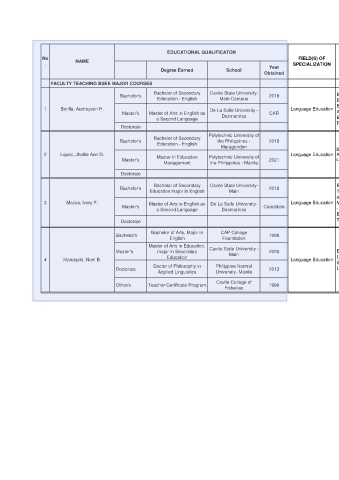 EDUCATIONAL QUALIFICATON
No
.
NAME
Degree Earned
School
Year
Obtained
FIELD(S) OF
SPECIALIZATION
FACULTY TEACHING BSEE MAJOR COURSES
1
Bachelor's
Bachelor of Secondary
Education - English
Cavite State University-
Main Campus
2018
Master's
Master of Arts in English as
a Second Language
De La Salle University -
Dasmarinas
CAR
Doctorate
Language Education
2
Lopez, Jhollie Ann D.
Bachelor's
Bachelor of Secondary
Education - English
Polytechnic University of
the Philippines -
Maragondon
2018
Master's
Master in Education
Management
Polytechnic University of
the Philippines - Manila
2021
Doctorate
Language Education
3
Mojica, Ivory P.
Bachelor's
Bachelor of Secondary
Education major in English
Cavite State University-
Main
2018
Master's
Master of Arts in English as
a Second Language
De La Salle University-
Dasmarinas
Candidate
Doctorate
Language Education
4
Noel B.
Bachelor's
Bachelor of Arts, Major in
English
CAP College
Foundation
1998
Master's
Master of Arts in Education,
major in Secondary
Education
Cavite State University-
Main
2005
Doctorate
Doctor of Philosophy in
Applied Linguistics
Philippine Normal
University- Manila
2013
Others
Teacher Certificate Program
Cavite College of
Fisheries
1999
Language Education